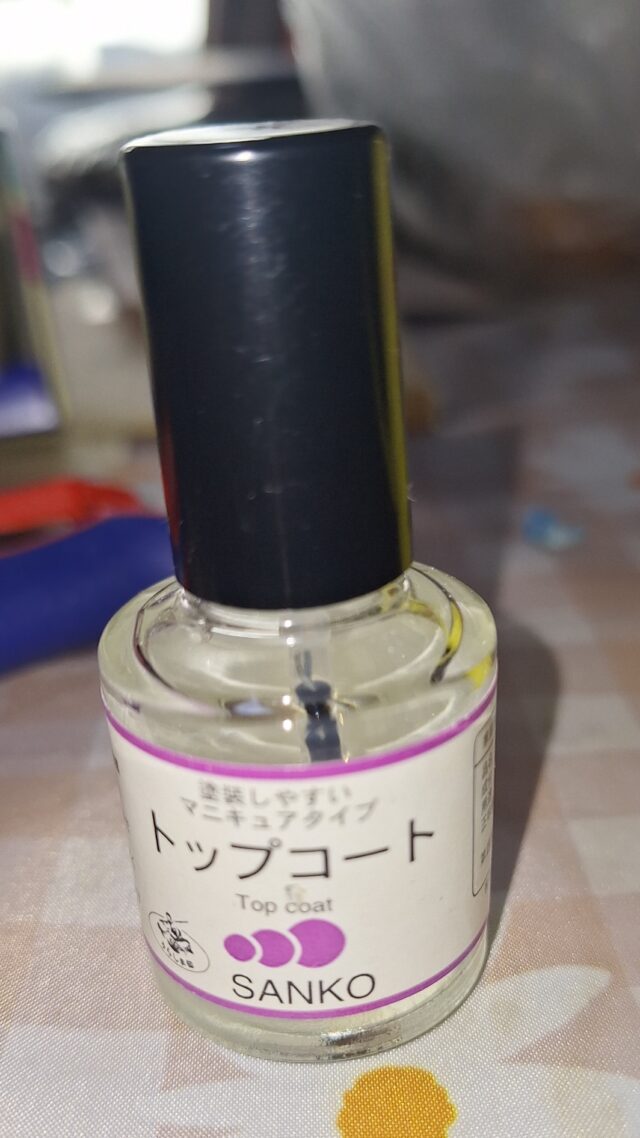 塗装しやすい
マニキュアタイプ
トップコート
Top coat
SANKO